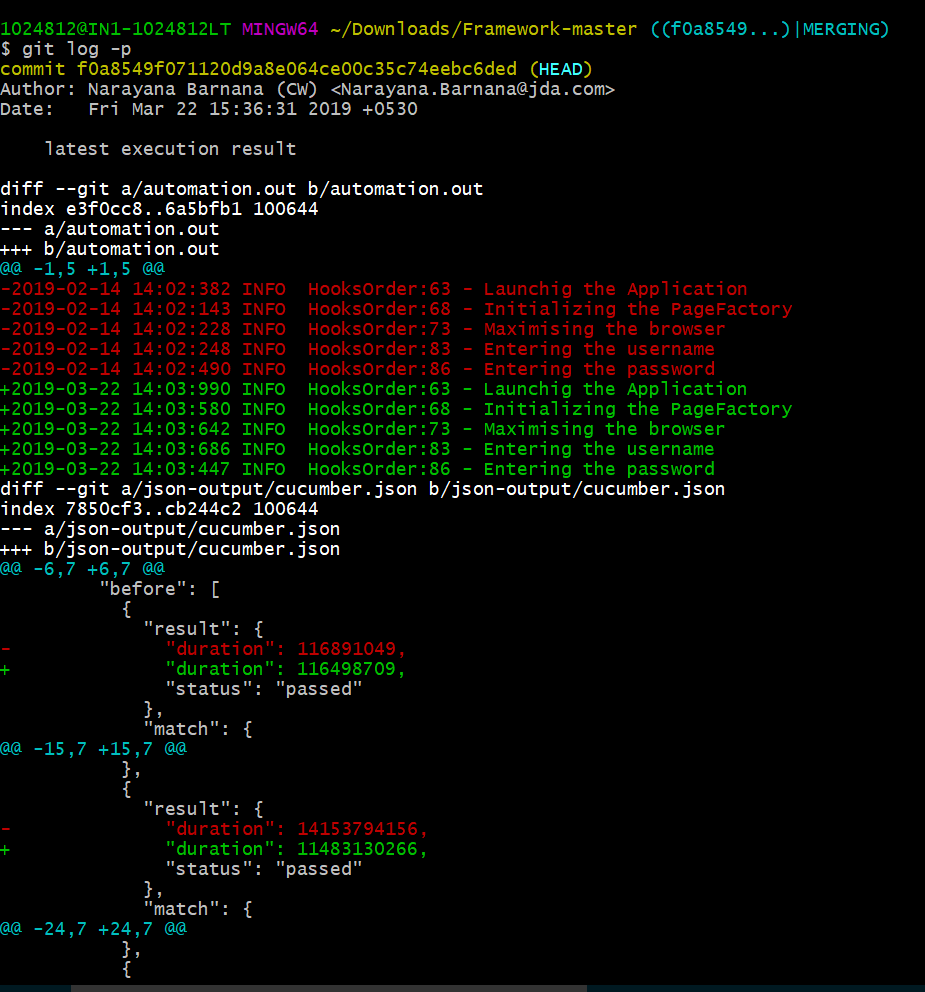 1024812@IN1-1024812LT MINGW64 ~/Downloads/Framework-master ((f0a8549...)|MERGING)
$ git log -p
commit f0a8549f071120d9a8e064ce00c35c74eebc6ded (HEAD)
Author: Narayana Barnana (CW) <Narayana.Barnana@jda.com>
Date:   Fri Mar 22 15:36:31 2019 +0530

    latest execution result

diff --git a/automation.out b/automation.out
index e3f0cc8..6a5bfb1 100644
--- a/automation.out
+++ b/automation.out
@@ -1,5 +1,5 @@
-2019-02-14 14:02:382 INFO  HooksOrder:63 - Launchig the Application
-2019-02-14 14:02:143 INFO  HooksOrder:68 - Initializing the PageFactory
-2019-02-14 14:02:228 INFO  HooksOrder:73 - Maximising the browser
-2019-02-14 14:02:248 INFO  HooksOrder:83 - Entering the username
-2019-02-14 14:02:490 INFO  HooksOrder:86 - Entering the password
+2019-03-22 14:03:990 INFO  HooksOrder:63 - Launchig the Application
+2019-03-22 14:03:580 INFO  HooksOrder:68 - Initializing the PageFactory
+2019-03-22 14:03:642 INFO  HooksOrder:73 - Maximising the browser
+2019-03-22 14:03:686 INFO  HooksOrder:83 - Entering the username
+2019-03-22 14:03:447 INFO  HooksOrder:86 - Entering the password
diff --git a/json-output/cucumber.json b/json-output/cucumber.json
index 7850cf3..cb244c2 100644
--- a/json-output/cucumber.json
+++ b/json-output/cucumber.json
@@ -6,7 +6,7 @@
         "before": [
           {
             "result": {
-              "duration": 116891049,
+              "duration": 116498709,
               "status": "passed"
             },
             "match": {
@@ -15,7 +15,7 @@
           },
           {
             "result": {
-              "duration": 14153794156,
+              "duration": 11483130266,
               "status": "passed"
             },
             "match": {
@@ -24,7 +24,7 @@
           },
           {